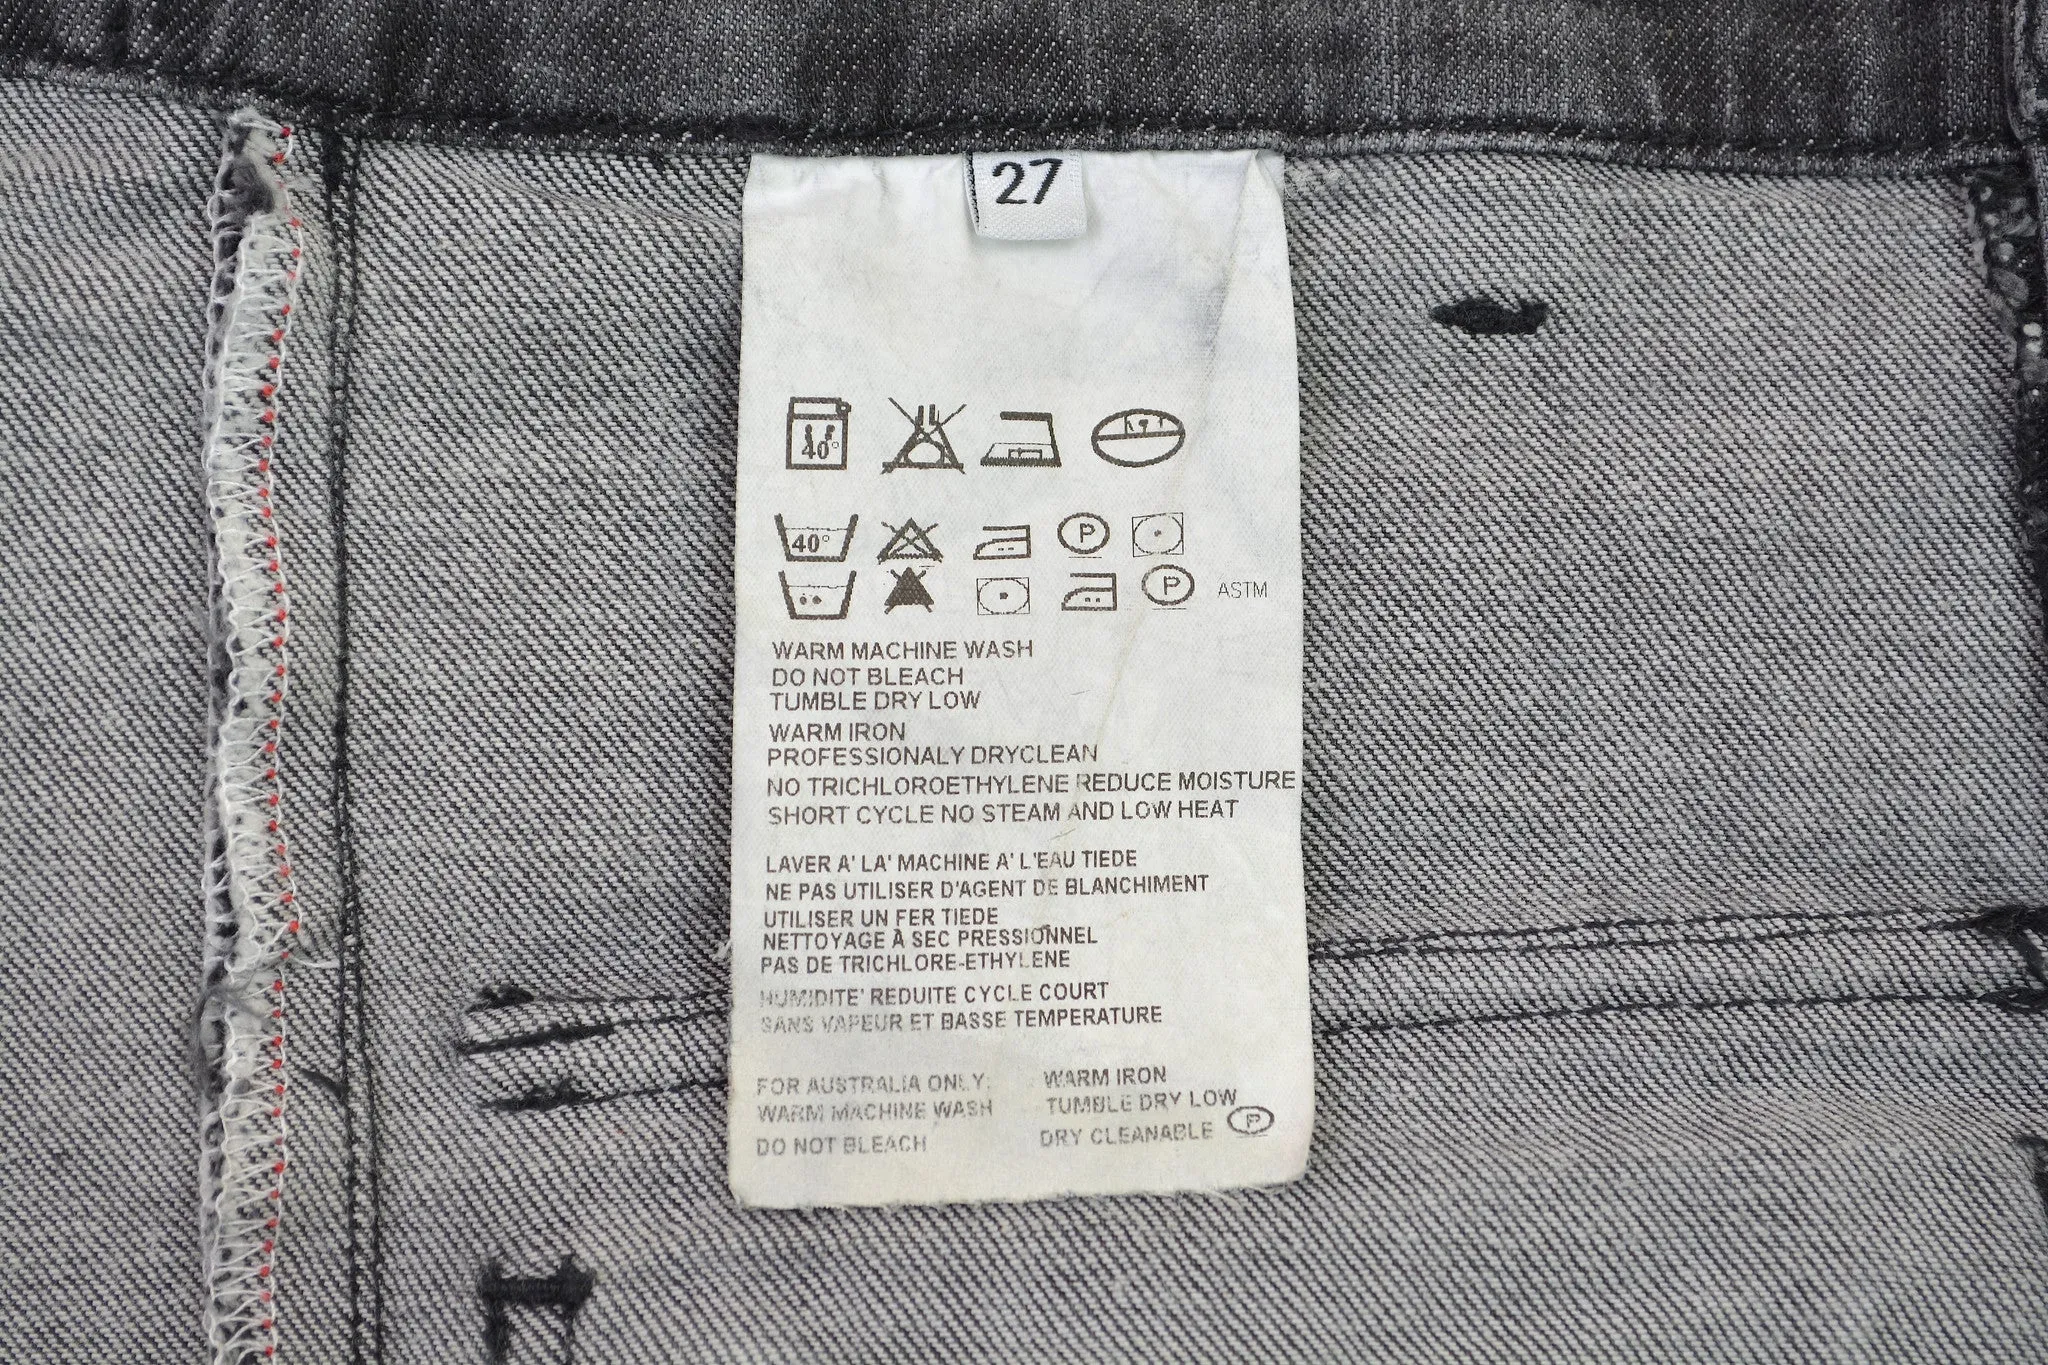 27
40°
40° P
P ASTM
WARM MACHINE WASH
DO NOT BLEACH
TUMBLE DRY LOW
WARM IRON
PROFESSIONALY DRYCLEAN
NO TRICHLOROETHYLENE REDUCE MOISTURE
SHORT CYCLE NO STEAM AND LOW HEAT
LAVER A' LA' MACHINE A' L'EAU TIEDE
NE PAS UTILISER D'AGENT DE BLANCHIMENT
UTILISER UN FER TIEDE
NETTOYAGE À SEC PRESSIONNEL
PAS DE TRICHLORE-ETHYLENE
HUMIDITE' REDUITE CYCLE COURT
SANS VAPEUR ET BASSE TEMPERATURE
FOR AUSTRALIA ONLY: WARM IRON
WARM MACHINE WASH TUMBLE DRY LOW
DO NOT BLEACH DRY CLEANABLE P